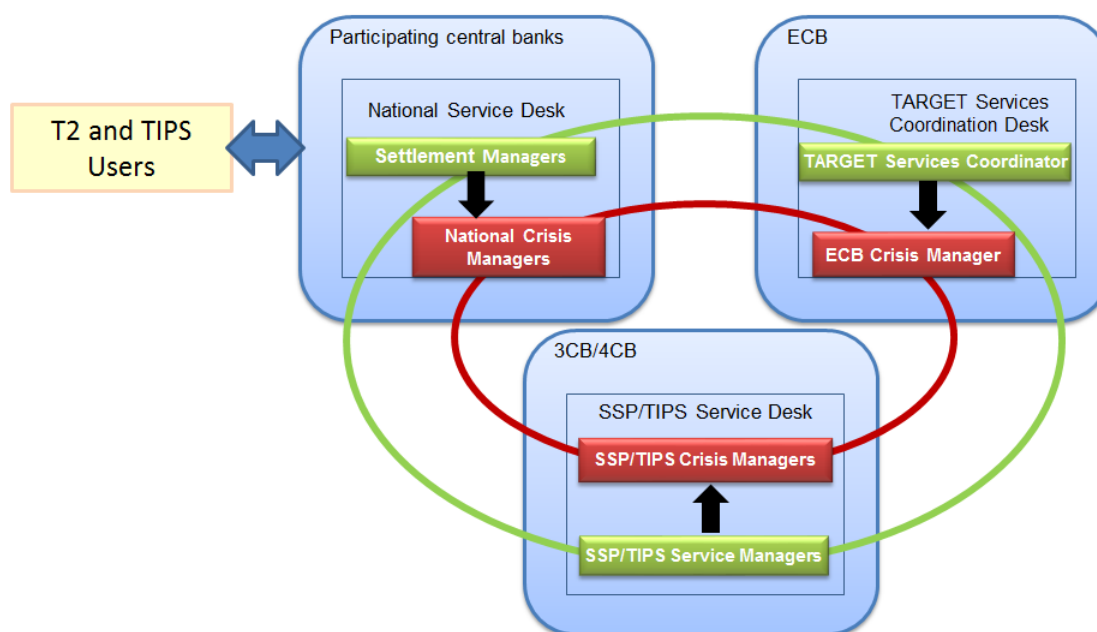 Participating central banks
ECB
T2 and TIPS
Users
National Service Desk
Settlement Managers
National Crisis
Managers
TARGET Services
Coordination Desk
TARGET Services Coordinator
ECB Crisis Manager
3CB/4CB
SSP/TIPS Service Desk
SSP/TIPS Crisis Managers
SSP/TIPS Service Managers